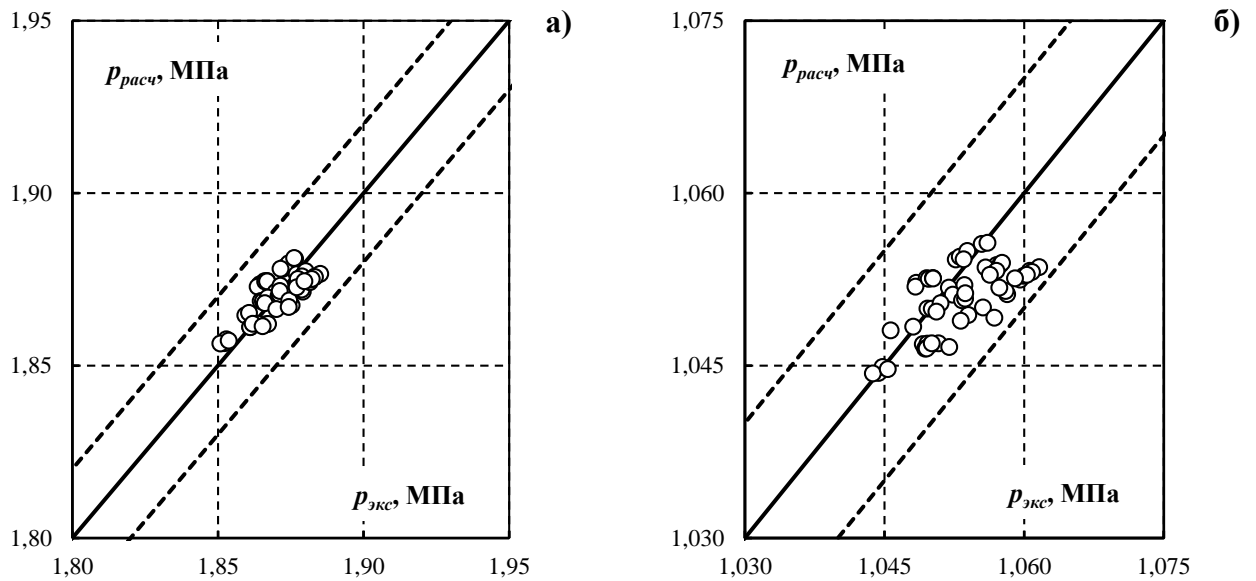 1,95
а)
p_расч, МПа
1,90
1,85
p_экс, МПа
1,80
1,80 1,85 1,90 1,95
1,075
б)
p_расч, МПа
1,060
1,045
p_экс, МПа
1,030
1,030 1,045 1,060 1,075